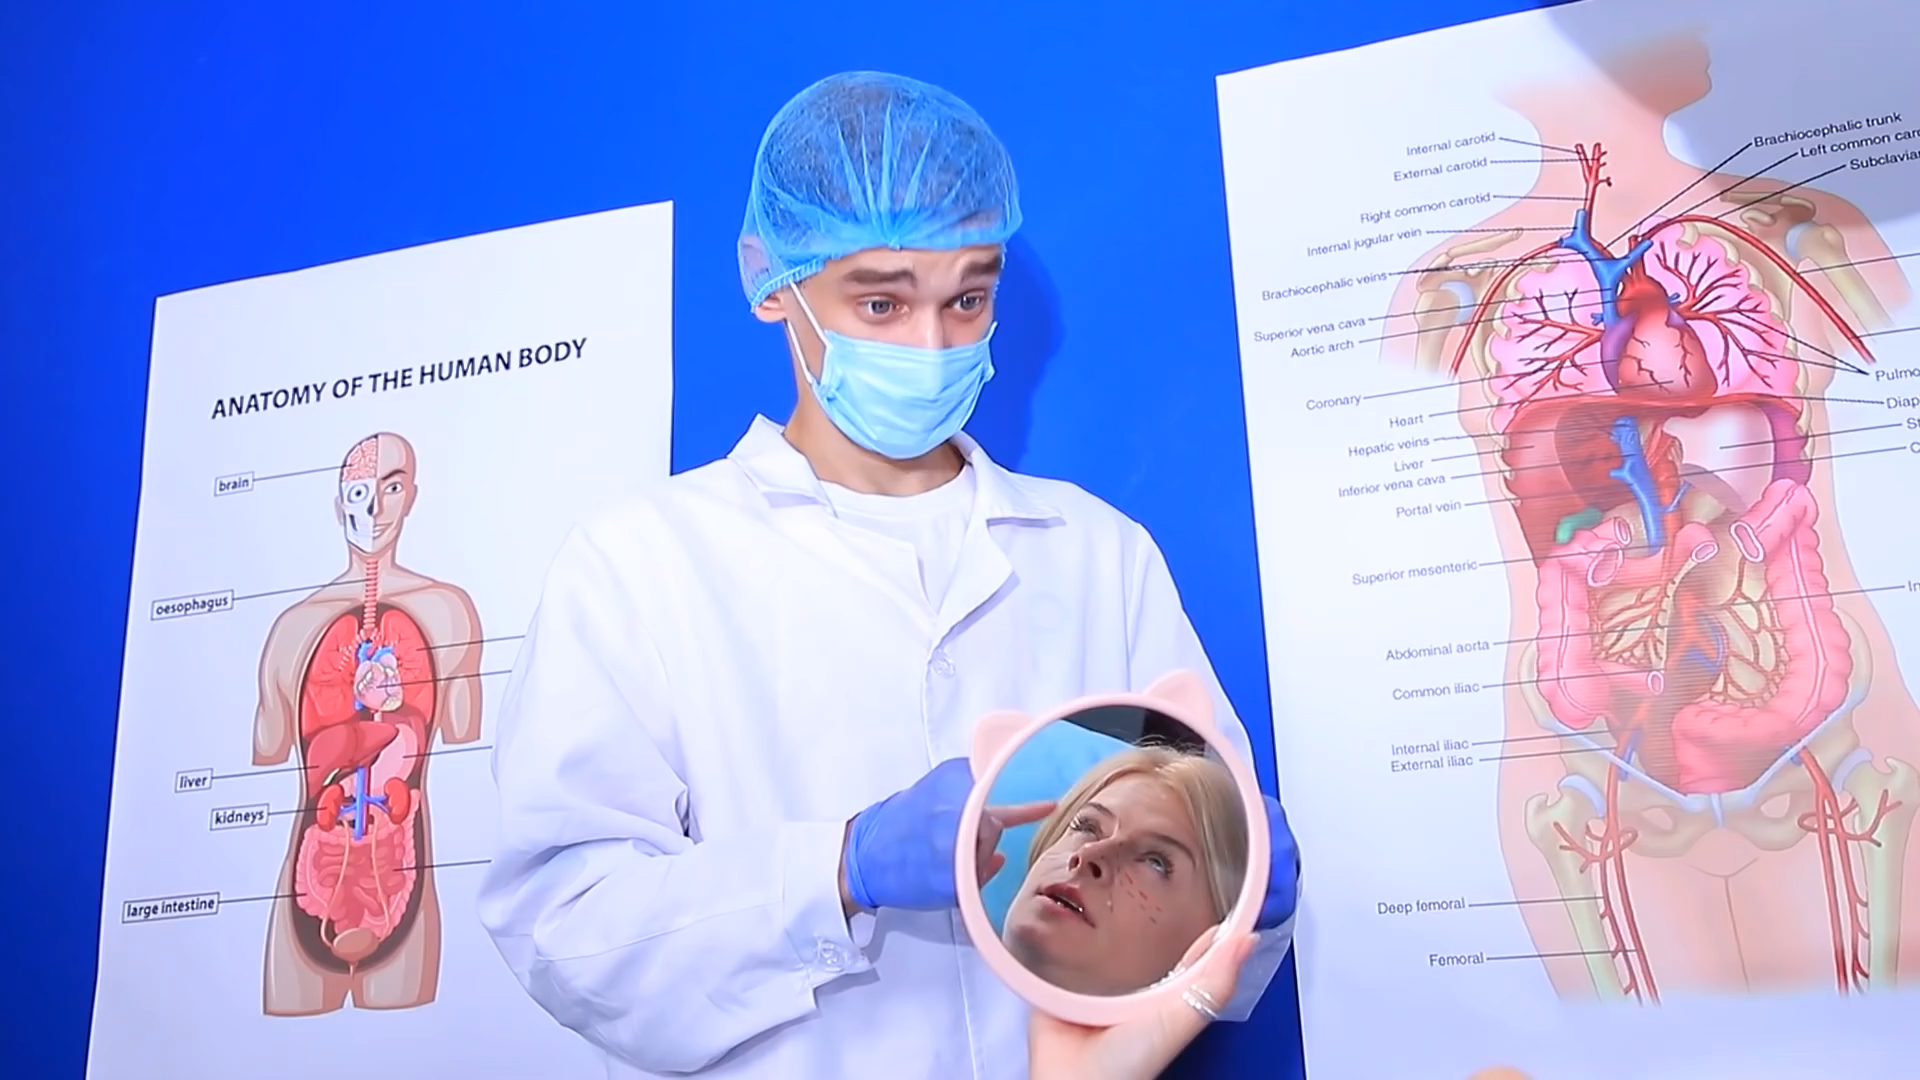 ANATOMY OF THE HUMAN BODY
brain
oesophagus
liver
kidneys
large intestine
Internal carotid
External carotid
Right common carotid
Internal jugular vein
Brachiocephalic veins
Superior vena cava
Aortic arch
Coronary
Heart
Hepatic veins
Liver
Inferior vena cava
Portal vein
Superior mesenteric
Abdominal aorta
Common iliac
Internal iliac
External iliac
Deep femoral
Femoral
Brachiocephalic trunk
Left common